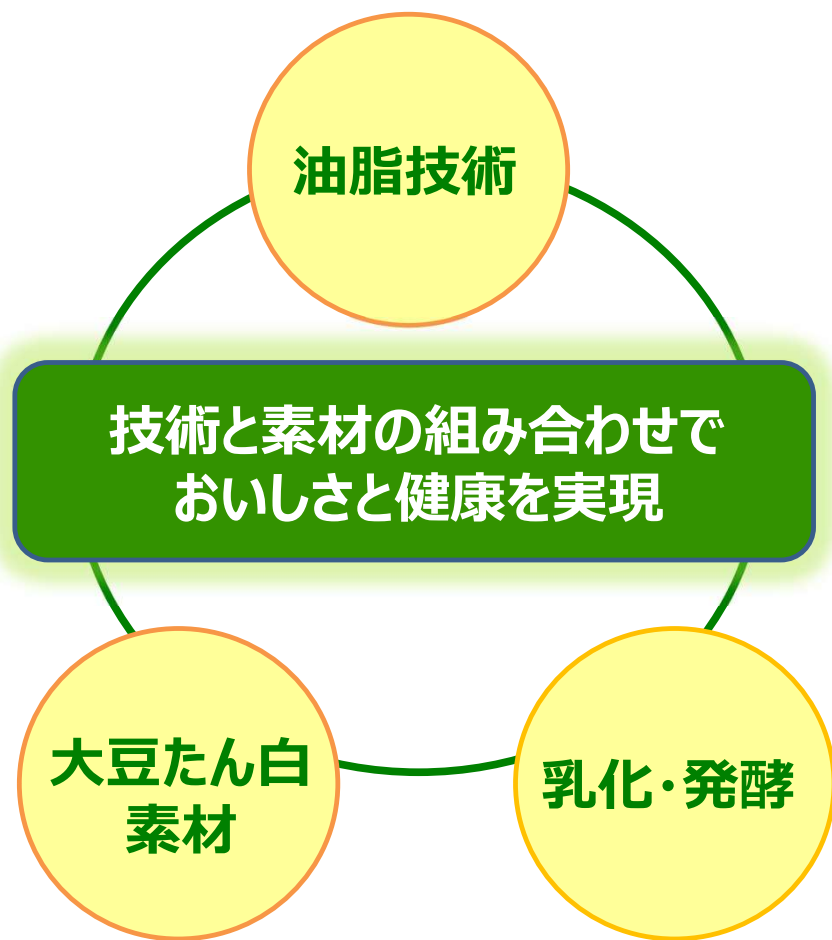 油脂技術
技術と素材の組み合わせで
おいしさと健康を実現
大豆たん白
素材
乳化・発酵